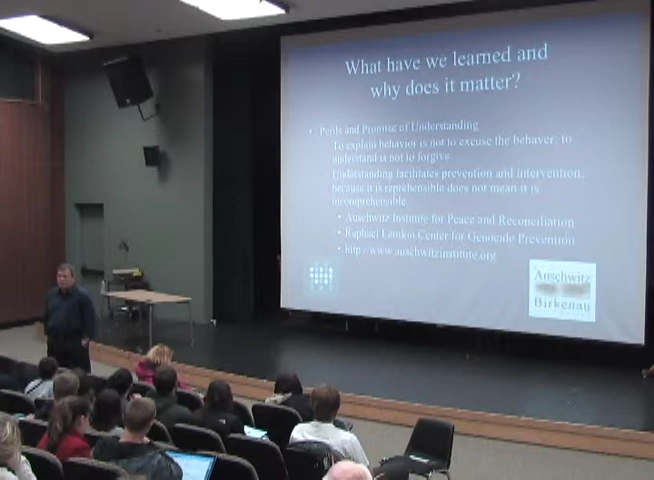 What have we learned and
why does it matter?
• Perils and Promise of Understanding
To explain behavior is not to excuse the behaver; to
understand is not to forgive.
Understanding facilitates prevention and intervention,
because it is reprehensible does not mean it is
incomprehensible.
• Auschwitz Institute for Peace and Reconciliation
• Raphael Lemkin Center for Genocide Prevention
• http://www.auschwitzinstitute.org
Auschwitz
Birkenau